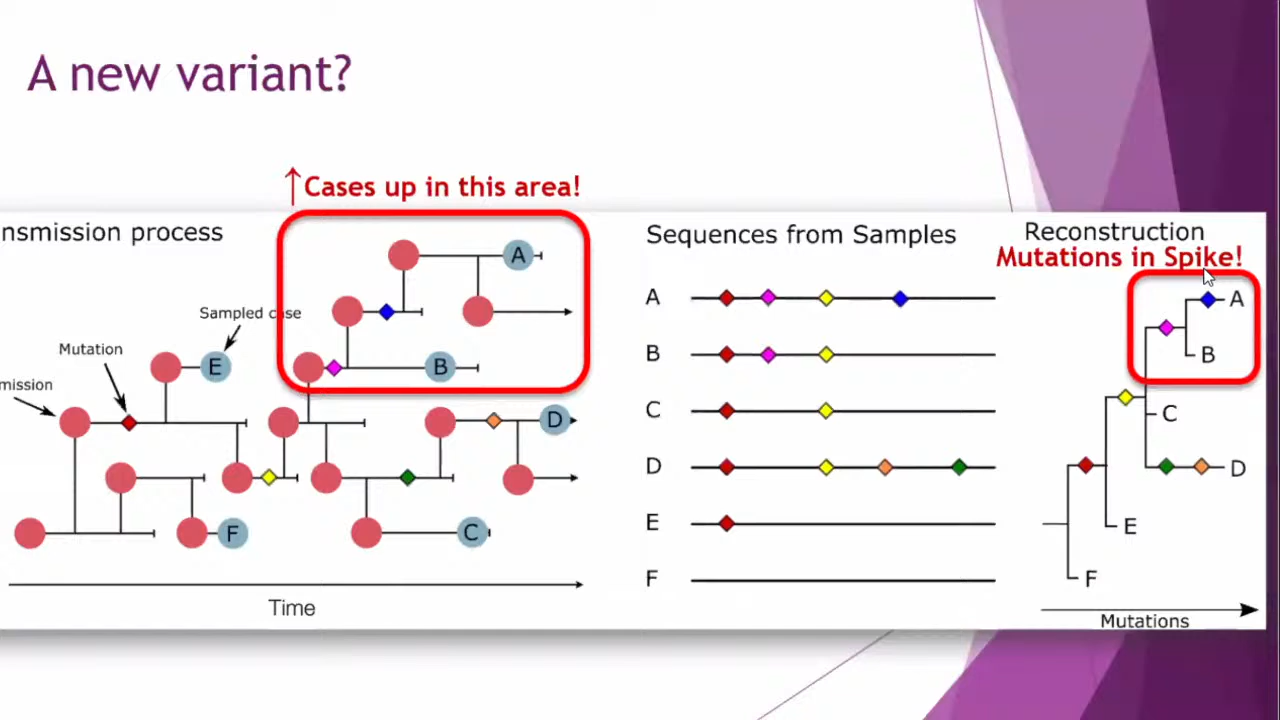 A new variant?
↑Cases up in this area!
nsmission process
Sequences from Samples
Reconstruction
Mutations in Spike!
A
Sampled case
Mutation
E
B
mission
D
F
C
Time
A
B
C
D
E
F
A
B
C
D
E
F
Mutations